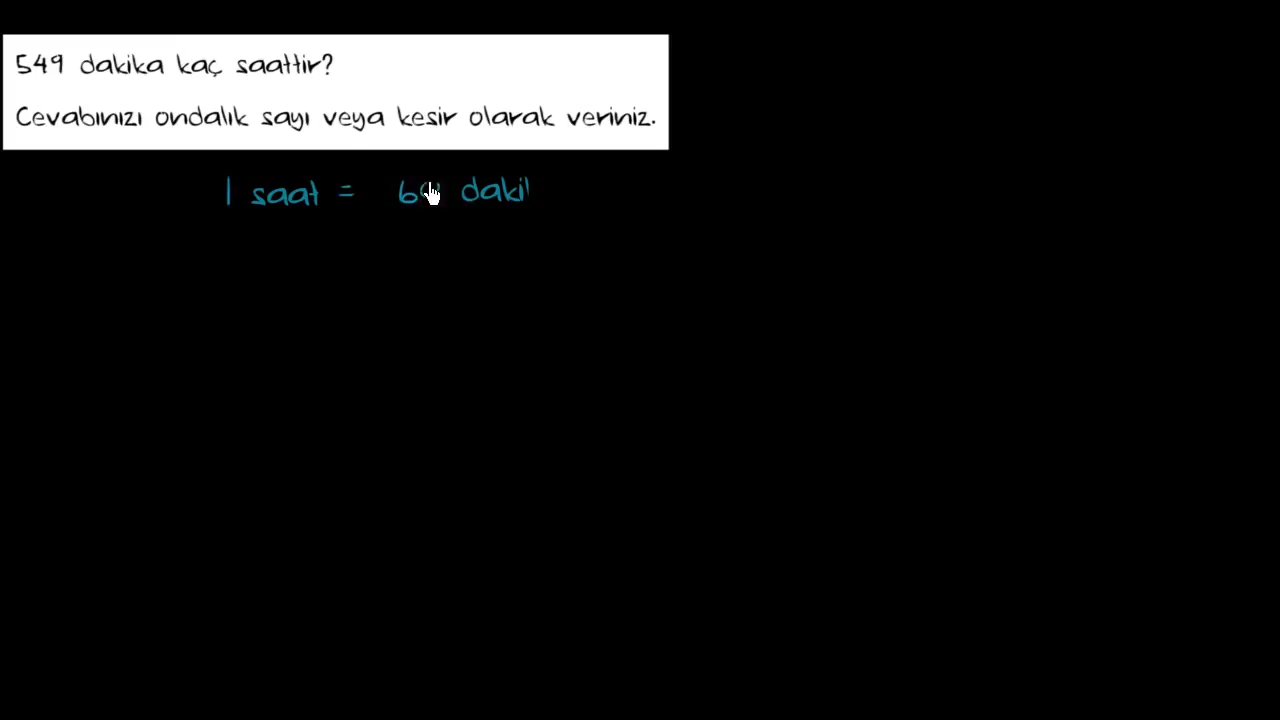 549 dakika kaç saattir?
Cevabınızı ondalık sayı veya kesir olarak veriniz.
1 saat =